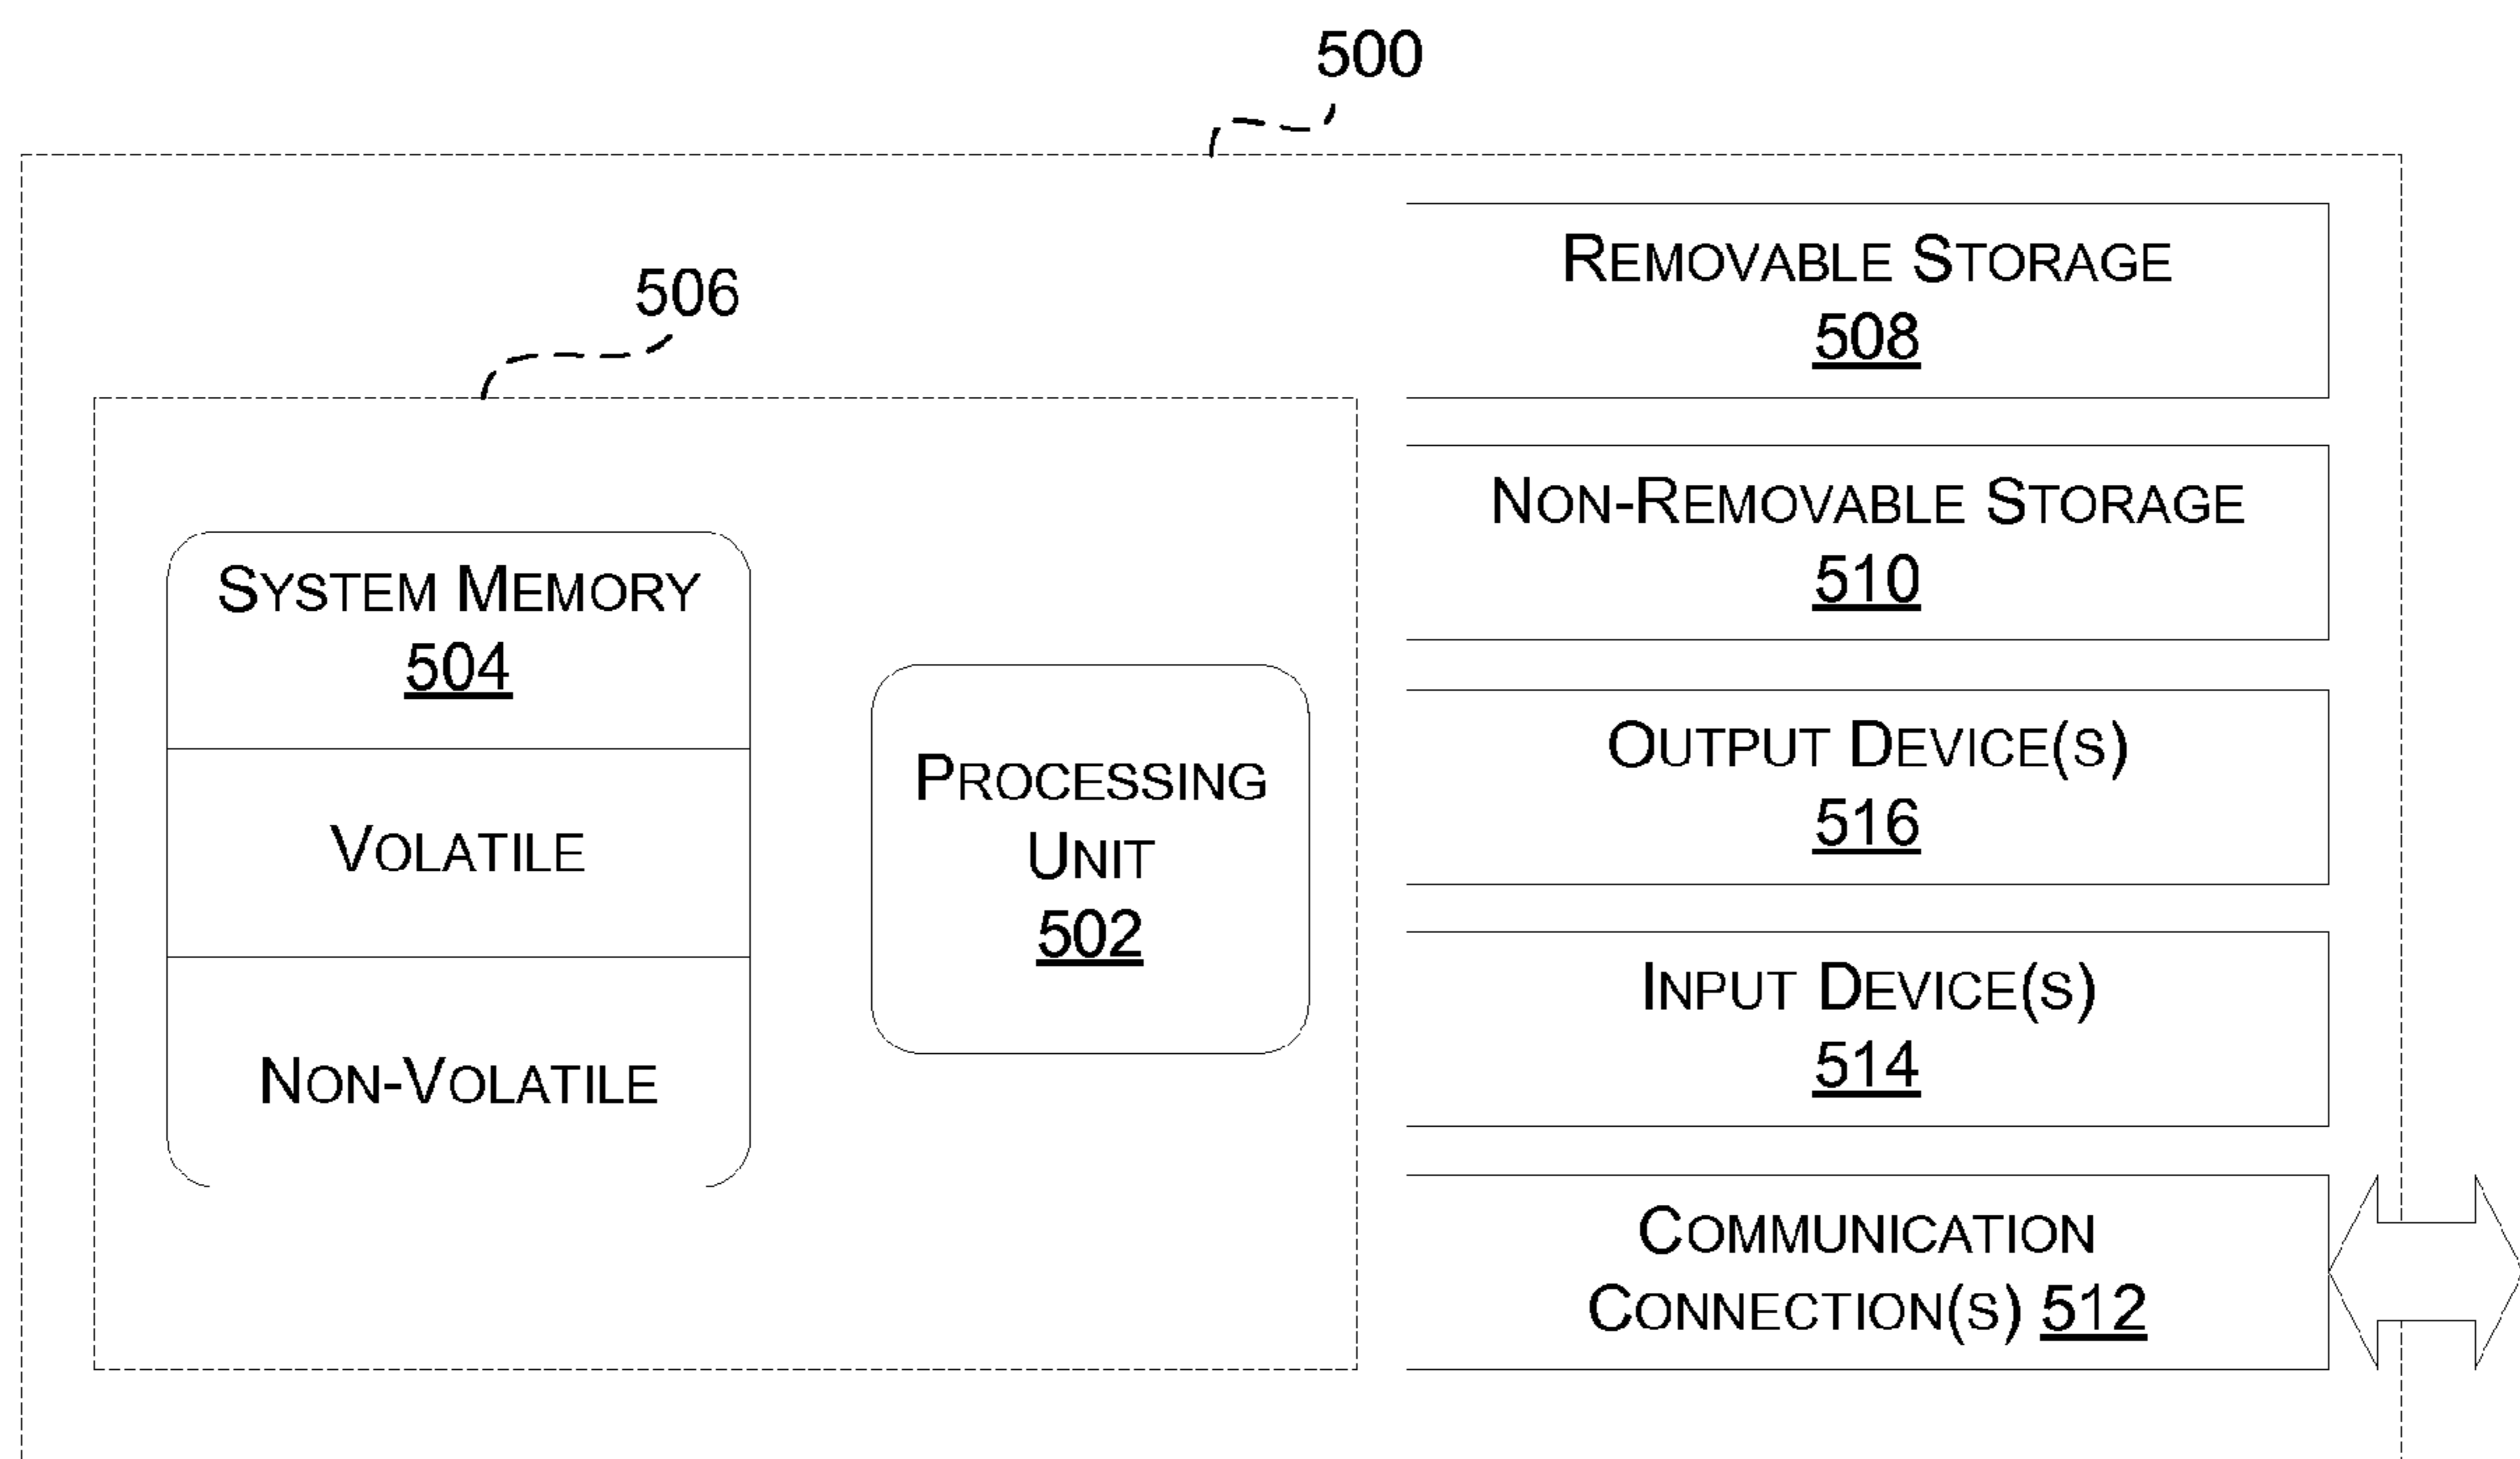 500
506
SYSTEM MEMORY
504
VOLATILE
NON-VOLATILE
PROCESSING
UNIT
502
REMOVABLE STORAGE
508
NON-REMOVABLE STORAGE
510
OUTPUT DEVICE(S)
516
INPUT DEVICE(S)
514
COMMUNICATION
CONNECTION(S) 512